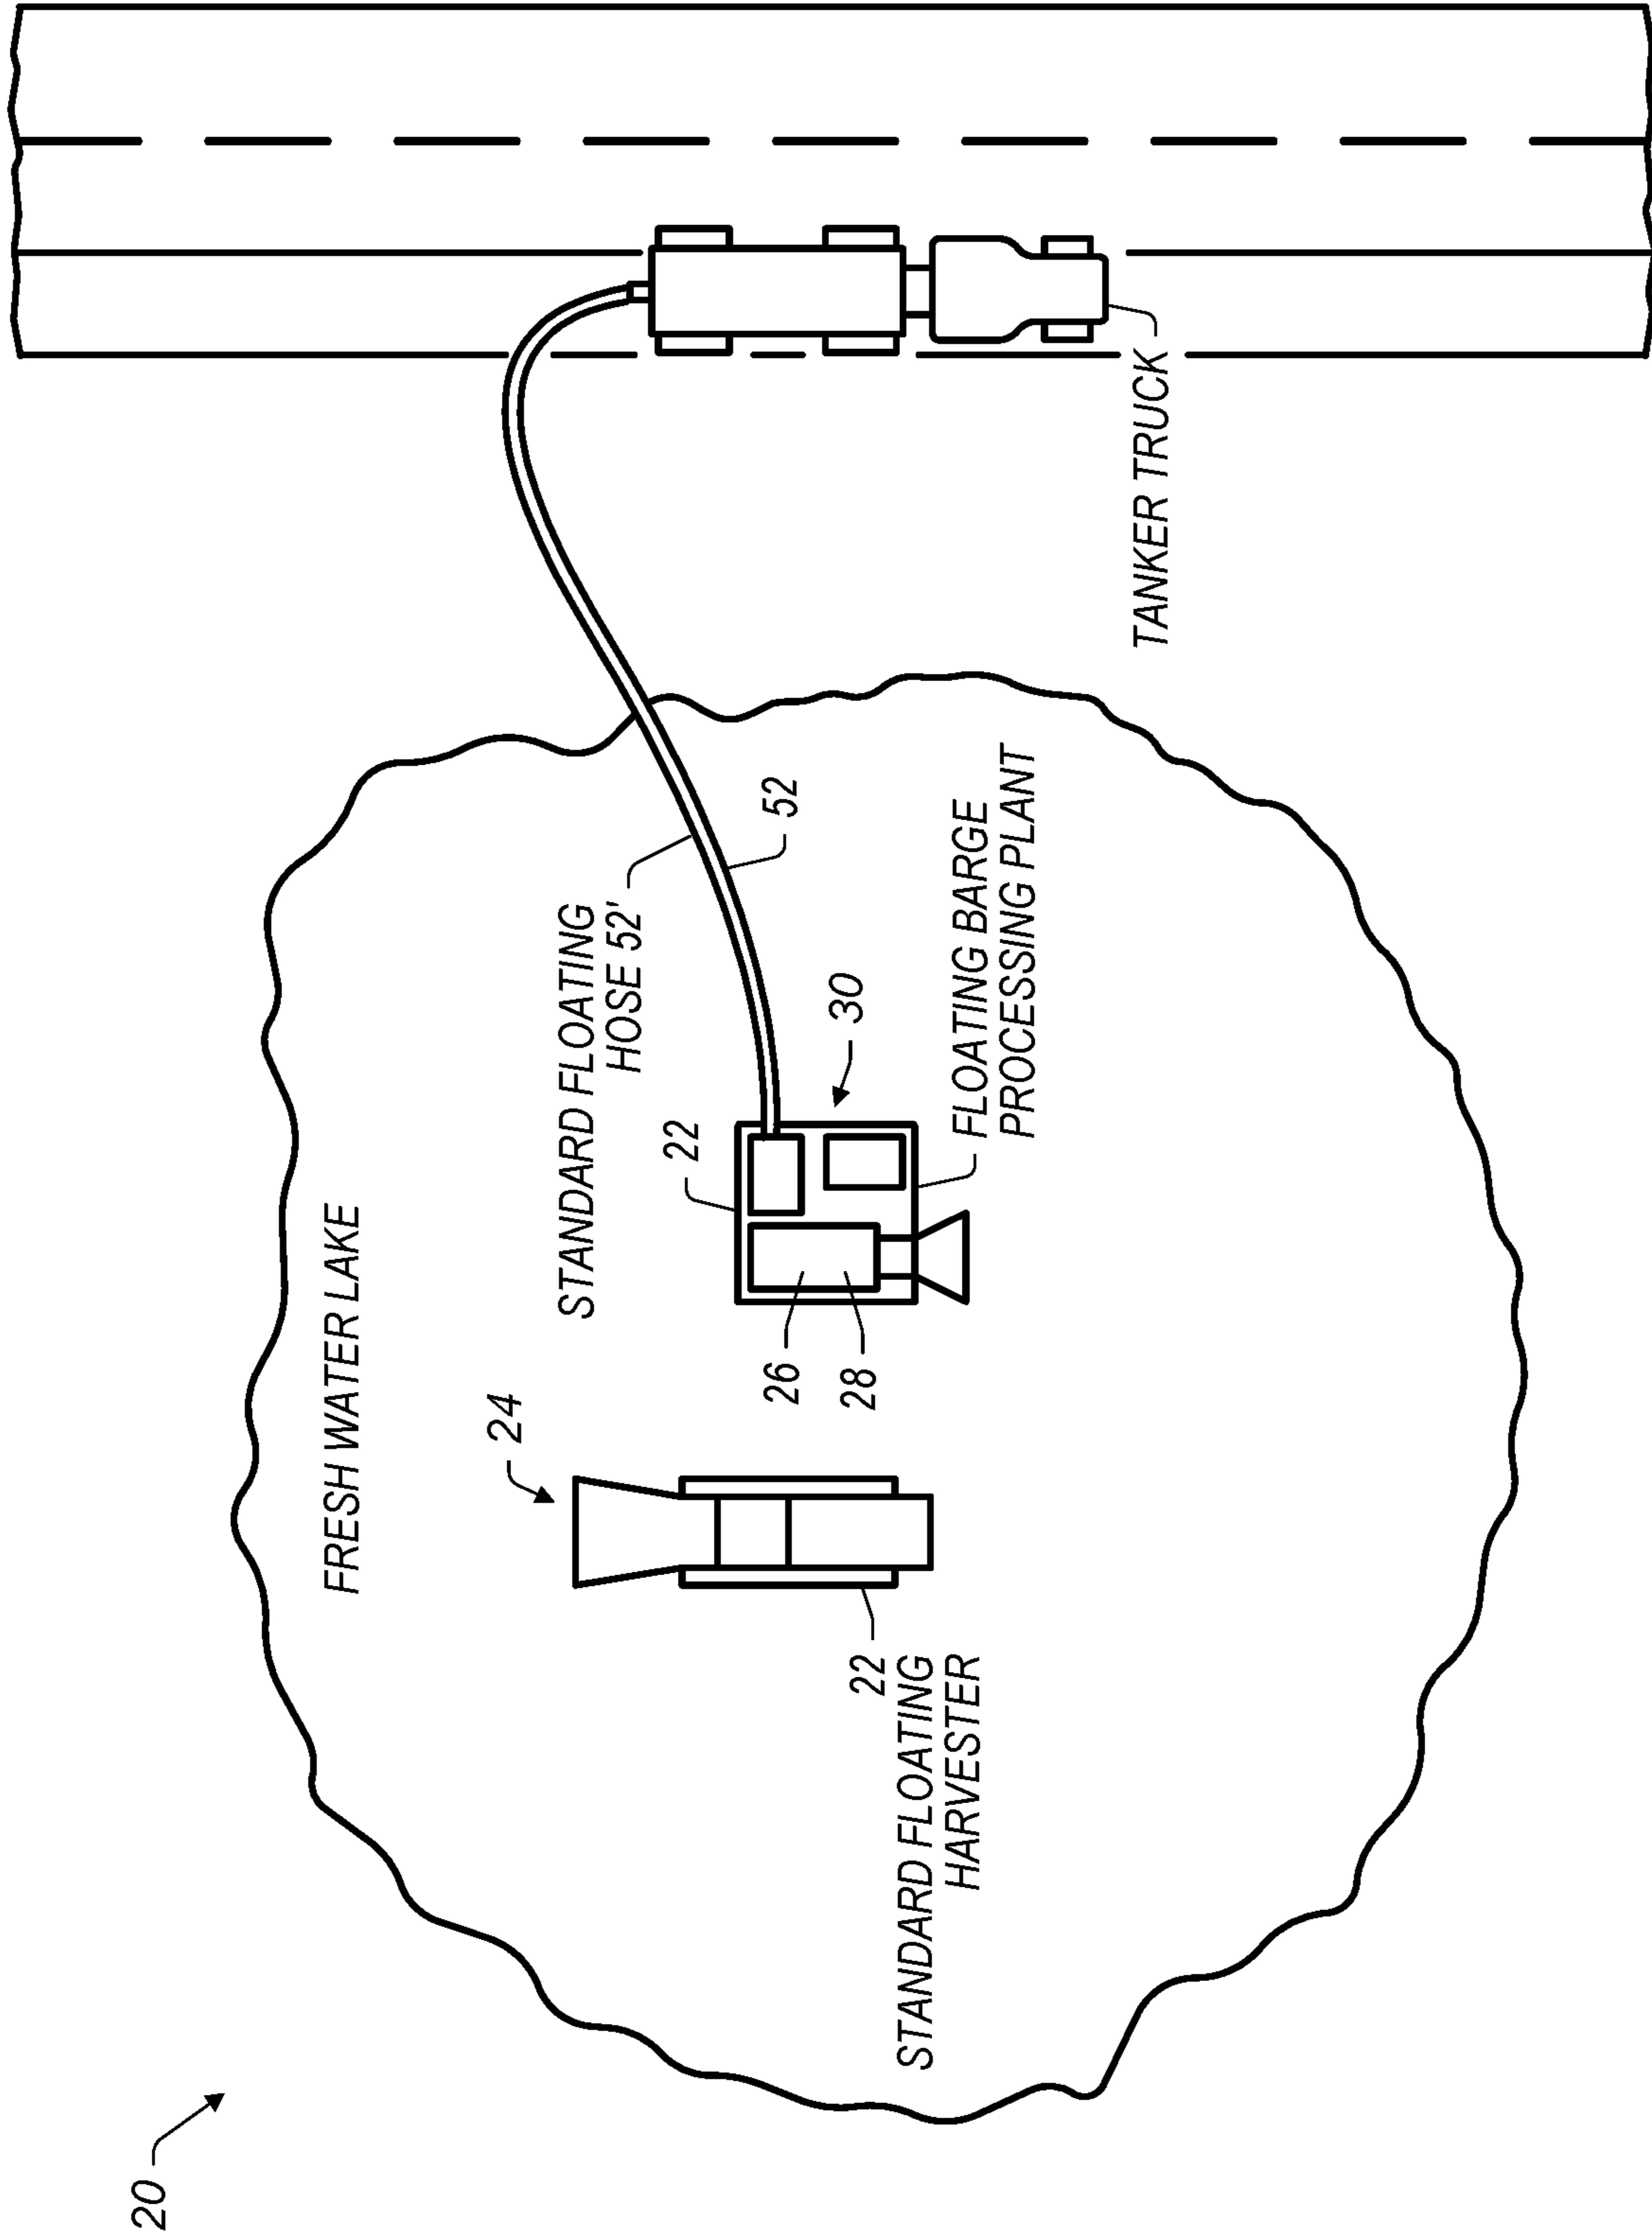 20
FRESH WATER LAKE
24
22
STANDARD FLOATING
HARVESTER
26
28
22
STANDARD FLOATING
HOSE 52'
52
30
FLOATING BARGE
PROCESSING PLANT
TANKER TRUCK